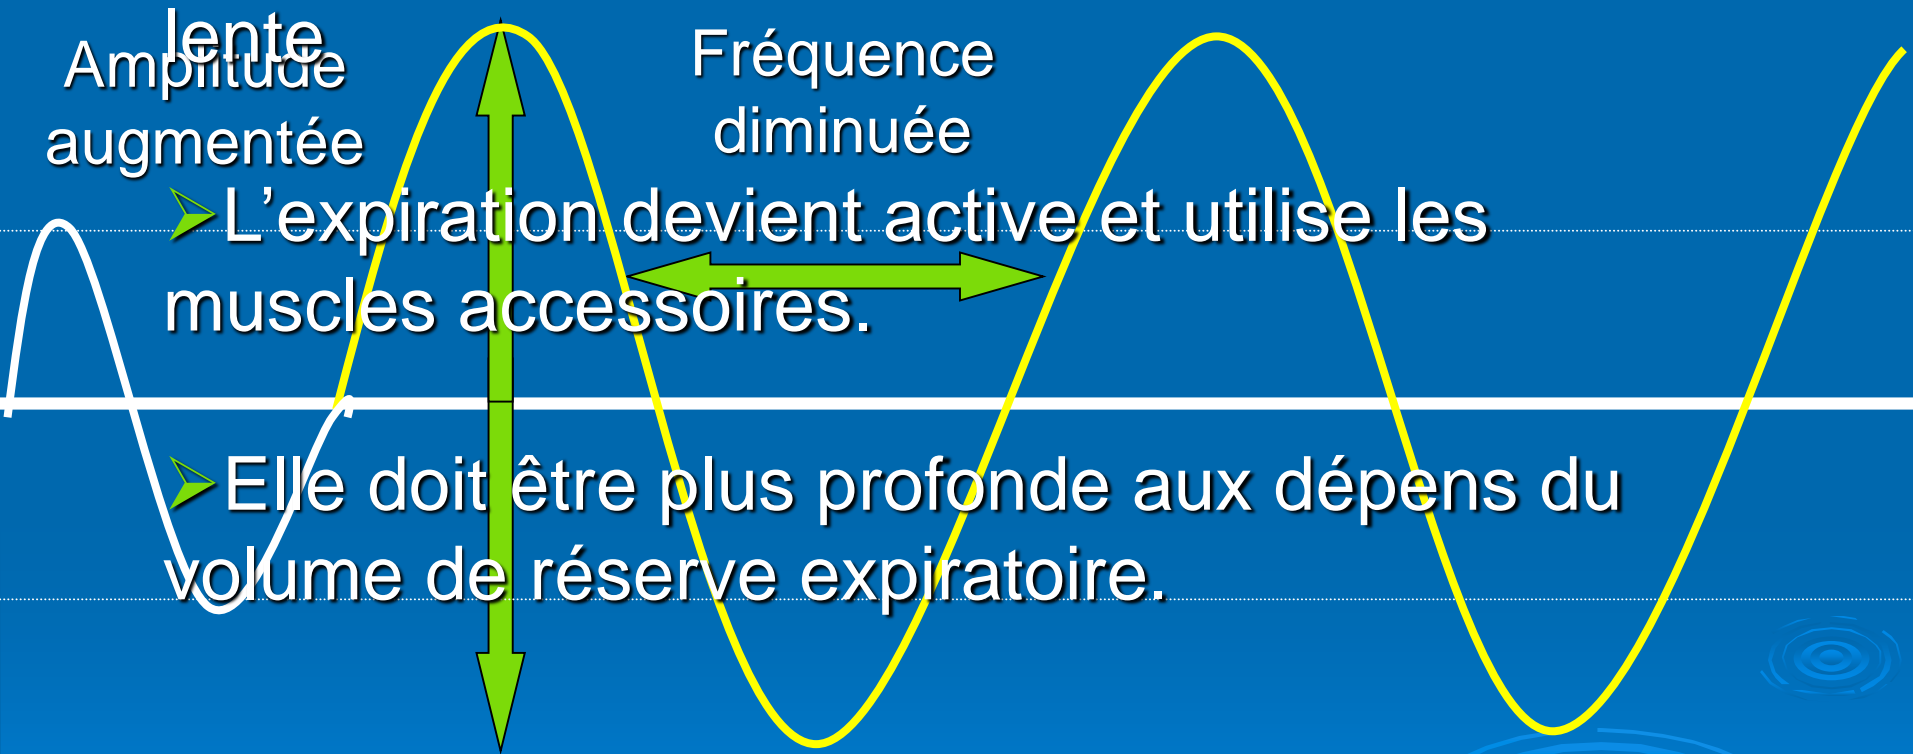 lente
Amplitude
augmentée
Fréquence
diminuée
➢L’expiration devient active et utilise les
muscles accessoires.
➢Elle doit être plus profonde aux dépens du
volume de réserve expiratoire.